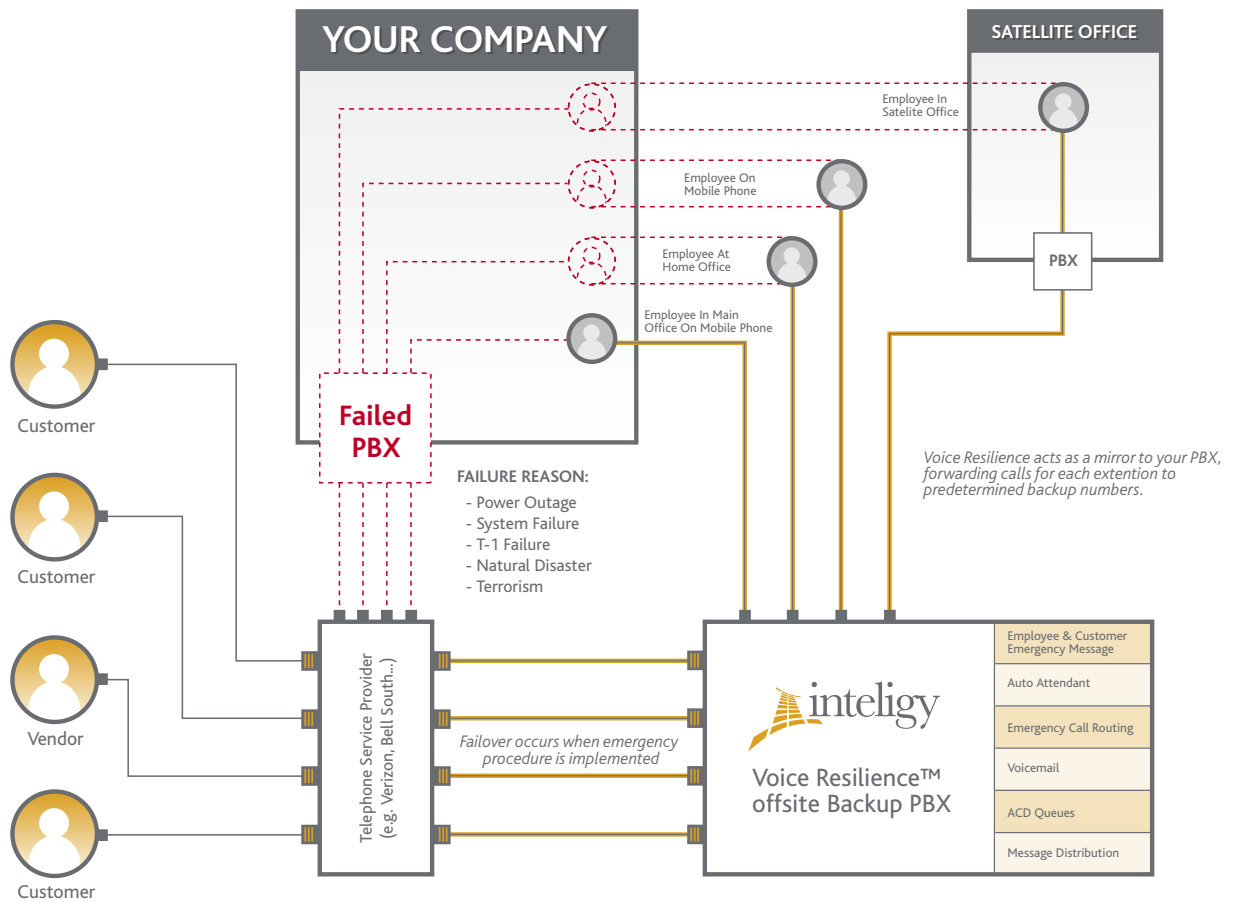 YOUR COMPANY
SATELLITE OFFICE
Employee In
Satelite Office
Employee On
Mobile Phone
Employee At
Home Office
PBX
Employee In Main
Office On Mobile Phone
Failed
PBX
Customer
Customer
Vendor
Customer
FAILURE REASON:
- Power Outage
- System Failure
- T-1 Failure
- Natural Disaster
- Terrorism
Voice Resilience acts as a mirror to your PBX,
forwarding calls for each extention to
predetermined backup numbers.
Telephone Service Provider
(e.g. Verizon, Bell South...)
Failover occurs when emergency
procedure is implemented
inteligy
Voice Resilience™
offsite Backup PBX
Employee & Customer
Emergency Message
Auto Attendant
Emergency Call Routing
Voicemail
ACD Queues
Message Distribution